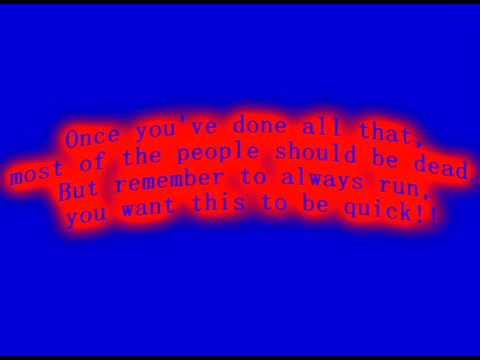 Once you've done all that,
most of the people should be dead.
But remember to always run,
you want this to be quick!!